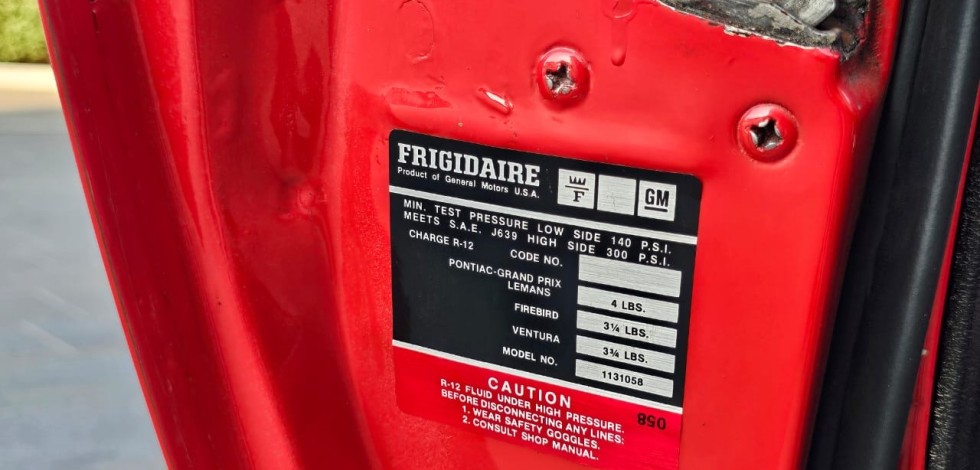 FRIGIDAIRE
Product of General Motors U.S.A.
F
GM
MIN. TEST PRESSURE LOW SIDE 140 P.S.I.
MEETS S.A.E. J639 HIGH SIDE 300 P.S.I.
CHARGE R-12 CODE NO.
PONTIAC-GRAND PRIX
LEMANS 4 LBS.
FIREBIRD 3¼ LBS.
VENTURA 3¾ LBS.
MODEL NO. 1131058
CAUTION
R-12 FLUID UNDER HIGH PRESSURE.
BEFORE DISCONNECTING ANY LINES:
1. WEAR SAFETY GOGGLES.
2. CONSULT SHOP MANUAL.
058